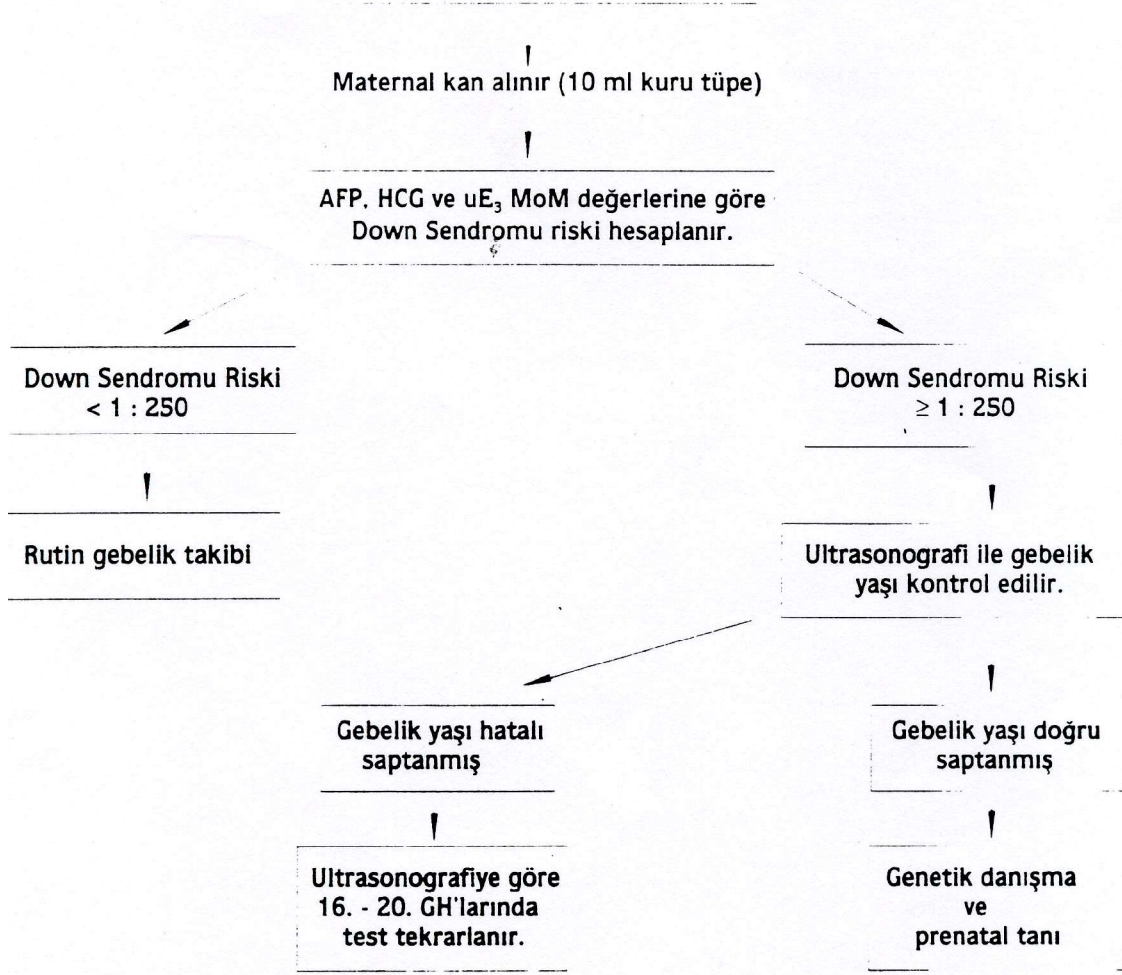 Maternal kan alınır (10 ml kuru tüpe)
AFP, HCG ve uE₃ MoM değerlerine göre
Down Sendromu riski hesaplanır.
Down Sendromu Riski
< 1 : 250
Down Sendromu Riski
≥ 1 : 250
Rutin gebelik takibi
Ultrasonografi ile gebelik
yaşı kontrol edilir.
Gebelik yaşı hatalı
saptanmış
Gebelik yaşı doğru
saptanmış
Ultrasonografiye göre
16. - 20. GH'larında
test tekrarlanır.
Genetik danışma
ve
prenatal tanı